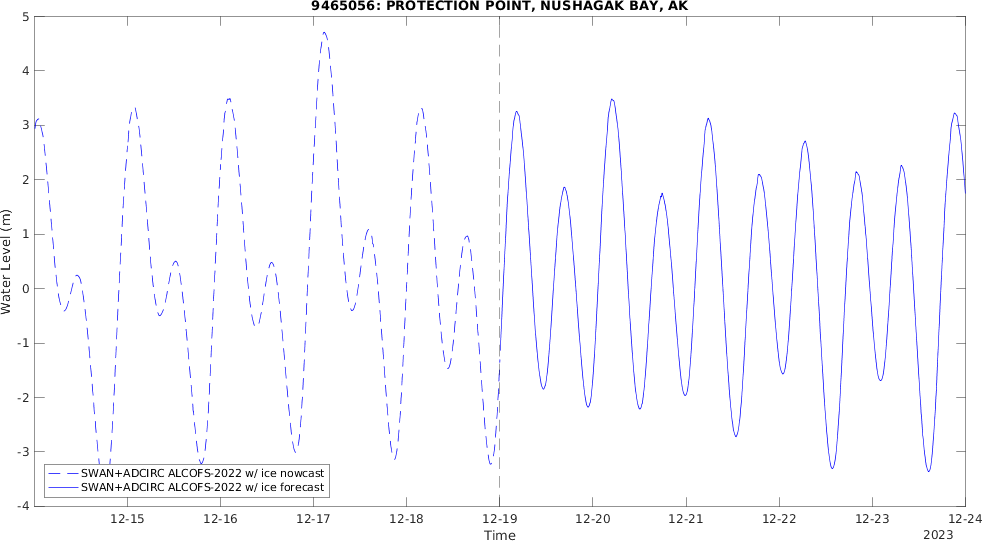 9465056: PROTECTION POINT, NUSHAGAK BAY, AK
Water Level (m)
5
4
3
2
1
0
-1
-2
-3
-4
SWAN+ADCIRC ALCOFS-2022 w/ ice nowcast
SWAN+ADCIRC ALCOFS-2022 w/ ice forecast
12-15 12-16 12-17 12-18 12-19 12-20 12-21 12-22 12-23 12-24
Time
2023